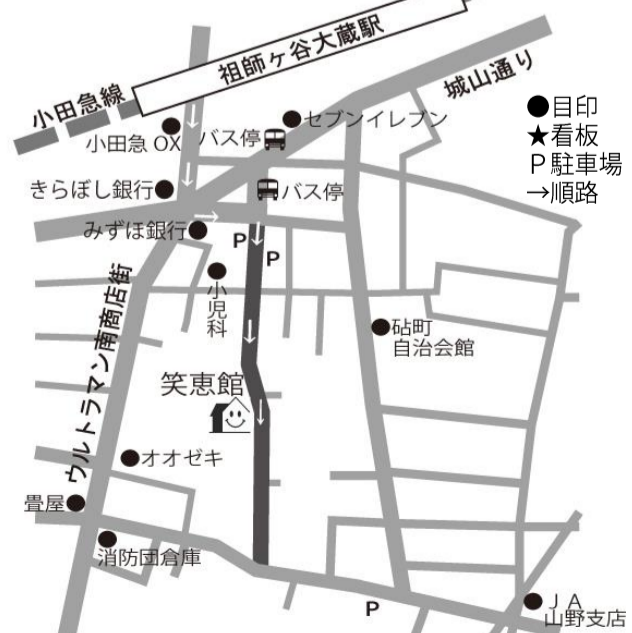 祖師ヶ谷大蔵駅
小田急線
城山通り
セブンイレブン
●目印
★看板
P駐車場
→順路
小田急 OX
バス停
きらぼし銀行
バス停
みずほ銀行
P
P
小児科
ウルトラマン南商店街
砧町
自治会館
笑恵館
オオゼキ
畳屋
消防団倉庫
P
JA
山野支店